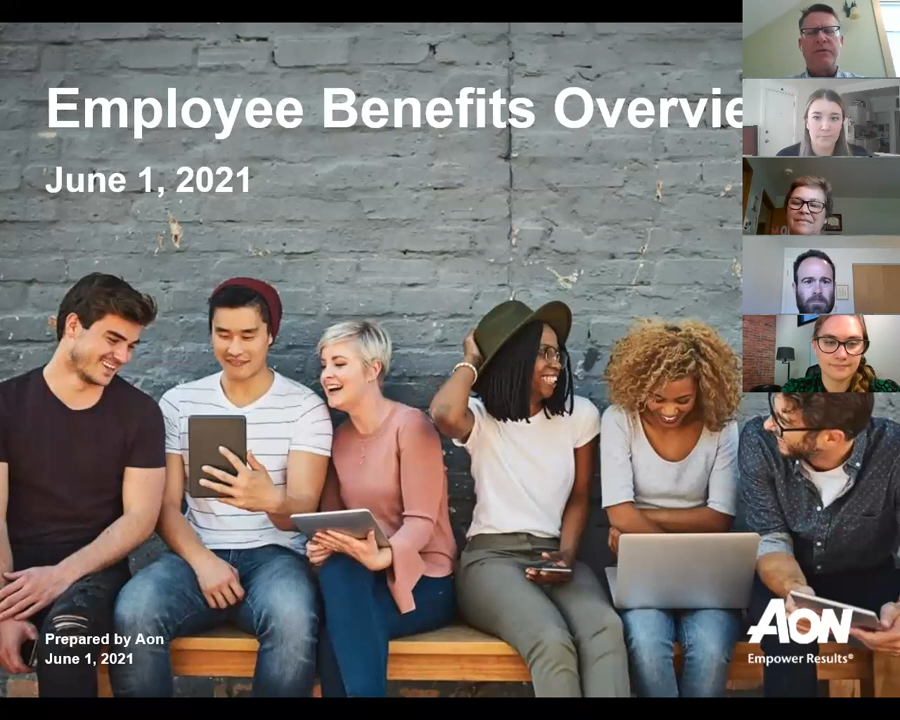 Employee Benefits Overvie
June 1, 2021
Prepared by Aon
June 1, 2021
AON
Empower Results®